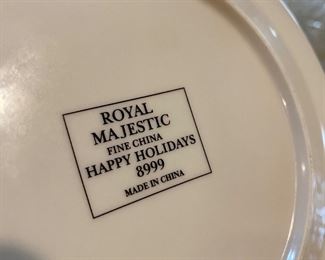 ROYAL
MAJESTIC
FINE CHINA
HAPPY HOLIDAYS
8999
MADE IN CHINA